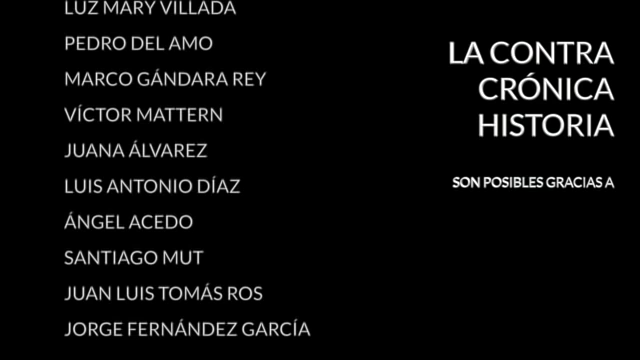 LUZ MARY VILLADA
PEDRO DEL AMO
MARCO GÁNDARA REY
VÍCTOR MATTERN
JUANA ÁLVAREZ
LUIS ANTONIO DÍAZ
ÁNGEL ACEDO
SANTIAGO MUT
JUAN LUIS TOMÁS ROS
JORGE FERNÁNDEZ GARCÍA
LA CONTRA
CRÓNICA
HISTORIA
SON POSIBLES GRACIAS A